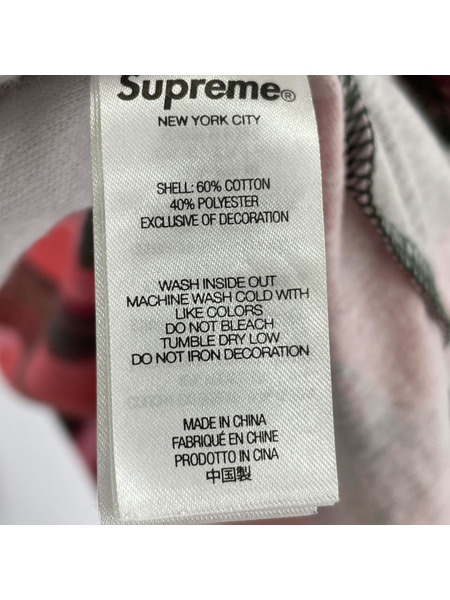 Supreme®
NEW YORK CITY
SHELL: 60% COTTON
40% POLYESTER
EXCLUSIVE OF DECORATION
WASH INSIDE OUT
MACHINE WASH COLD WITH
LIKE COLORS
DO NOT BLEACH
TUMBLE DRY LOW
DO NOT IRON DECORATION
MADE IN CHINA
FABRIQUÉ EN CHINE
PRODOTTO IN CINA
中国製